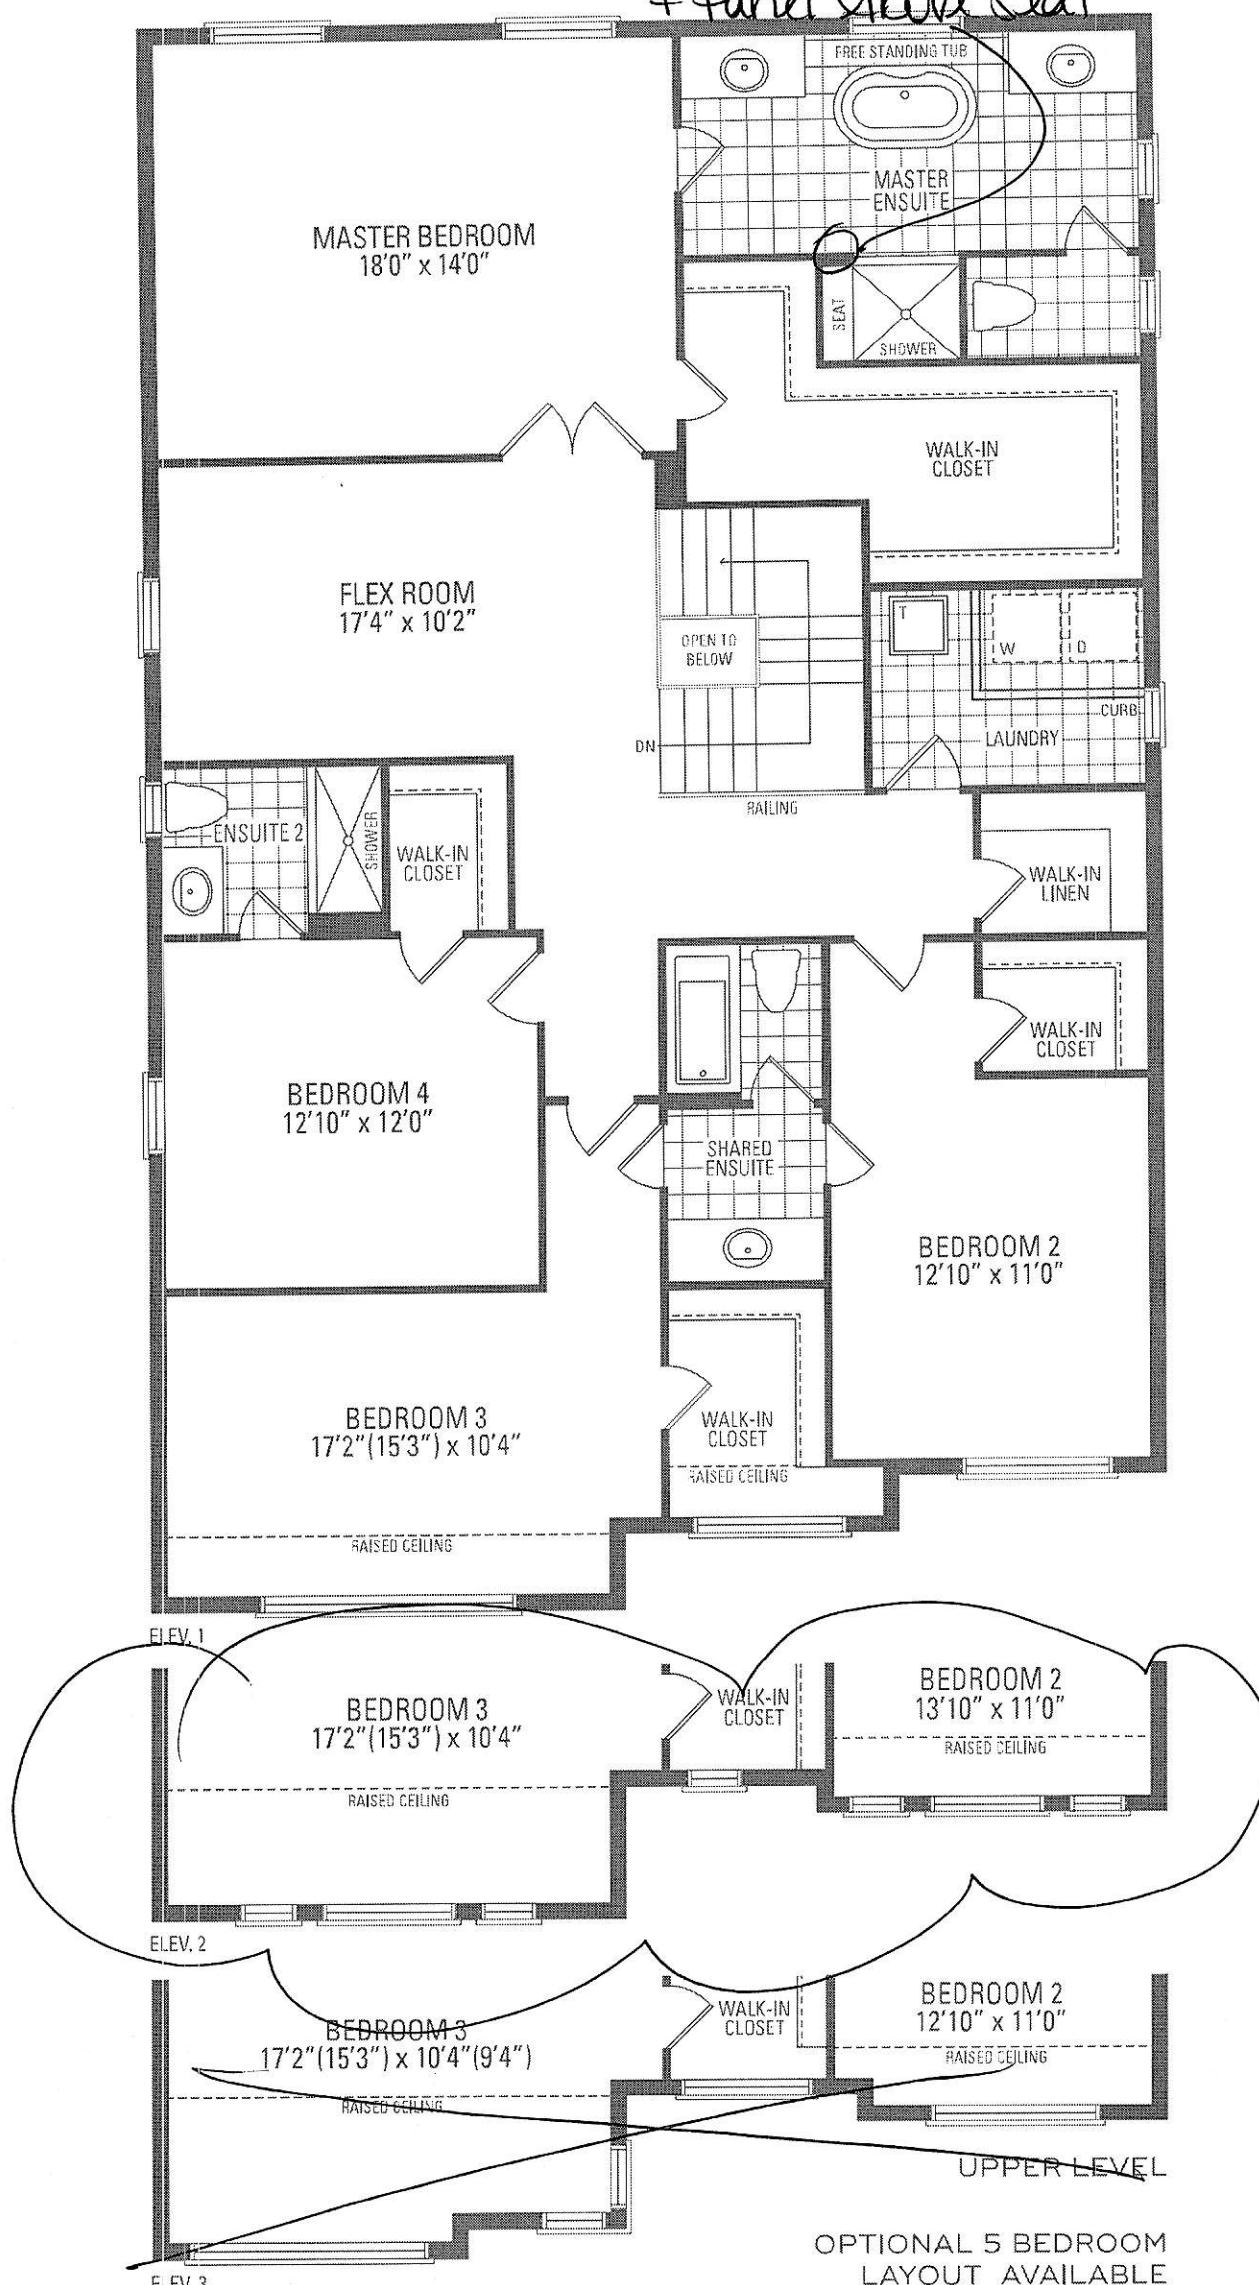 FREE STANDING TUB
MASTER
ENSUITE
MASTER BEDROOM
18'0" x 14'0"
SEAT
SHOWER
WALK-IN
CLOSET
FLEX ROOM
17'4" x 10'2"
OPEN TO
BELOW
T
W
D
CURB
LAUNDRY
DN
RAILING
ENSUITE 2
SHOWER
WALK-IN
CLOSET
WALK-IN
LINEN
WALK-IN
CLOSET
BEDROOM 4
12'10" x 12'0"
SHARED
ENSUITE
BEDROOM 2
12'10" x 11'0"
BEDROOM 3
17'2"(15'3") x 10'4"
WALK-IN
CLOSET
RAISED CEILING
RAISED CEILING
ELEV. 1
BEDROOM 3
17'2"(15'3") x 10'4"
WALK-IN
CLOSET
BEDROOM 2
13'10" x 11'0"
RAISED CEILING
RAISED CEILING
ELEV. 2
BEDROOM 3
17'2"(15'3") x 10'4"(9'4")
WALK-IN
CLOSET
BEDROOM 2
12'10" x 11'0"
RAISED CEILING
RAISED CEILING
UPPER LEVEL
OPTIONAL 5 BEDROOM
LAYOUT AVAILABLE
ELEV. 3